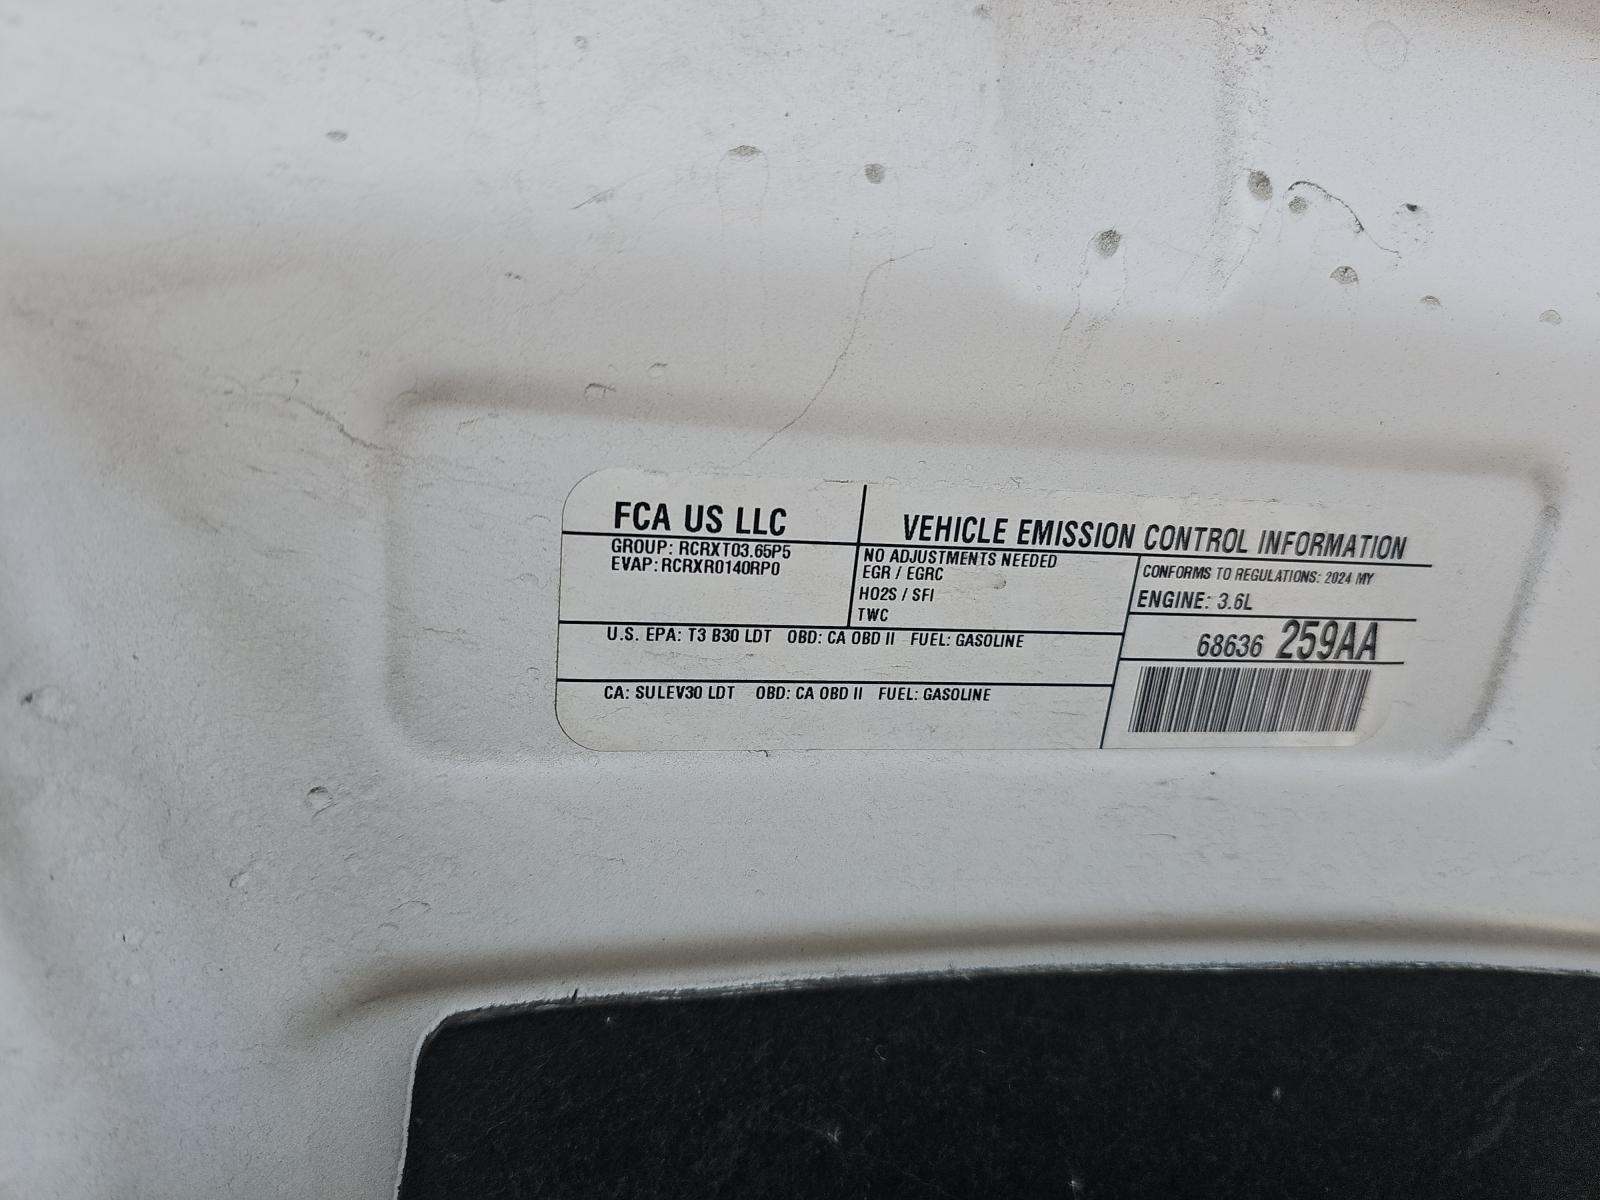 FCA US LLC
VEHICLE EMISSION CONTROL INFORMATION
GROUP: RCRXT03.65P5
EVAP: RCRXR0140RP0
NO ADJUSTMENTS NEEDED
EGR / EGRC
HO2S / SFI
TWC
CONFORMS TO REGULATIONS: 2024 MY
ENGINE: 3.6L
68636 259AA
U.S. EPA: T3 B30 LDT OBD: CA OBD II FUEL: GASOLINE
CA: SULEV30 LDT OBD: CA OBD II FUEL: GASOLINE